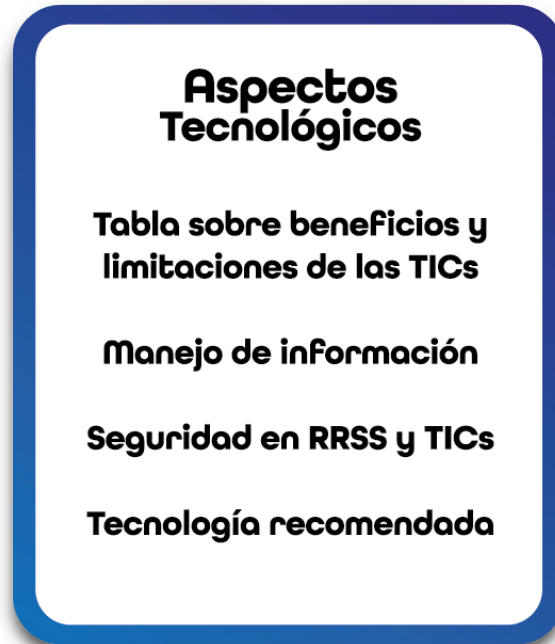 Aspectos
Tecnológicos
Tabla sobre beneficios y
limitaciones de las TICs
Manejo de información
Seguridad en RRSS y TICs
Tecnología recomendada